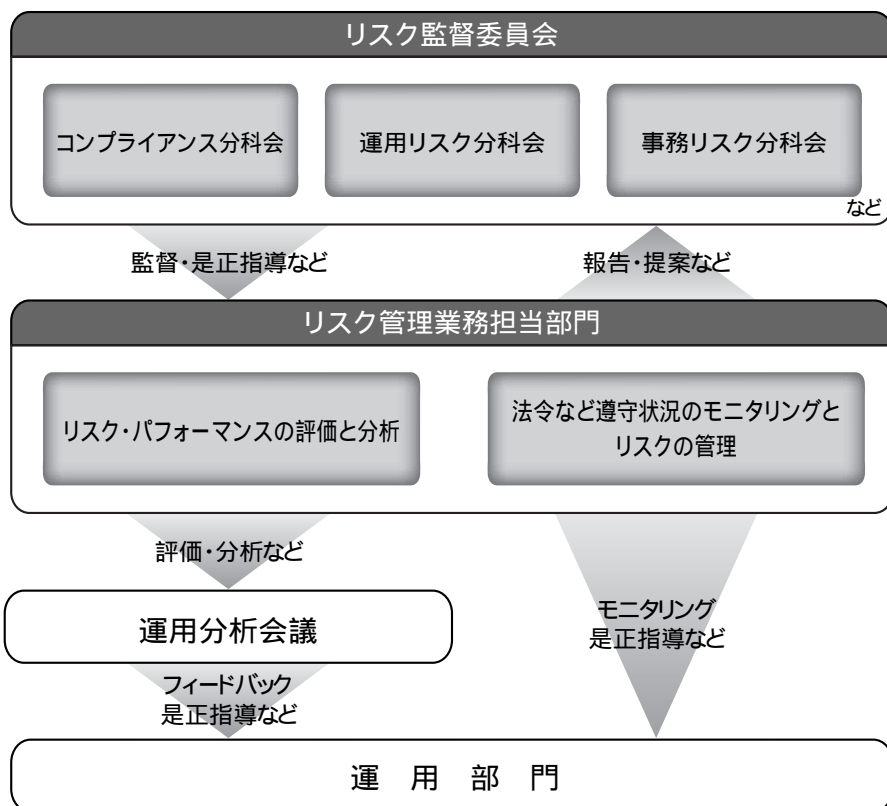 リスク監督委員会
コンプライアンス分科会
運用リスク分科会
事務リスク分科会
など
監督・是正指導など
報告・提案など
リスク管理業務担当部門
リスク・パフォーマンスの評価と分析
法令など遵守状況のモニタリングと
リスクの管理
評価・分析など
運用分析会議
モニタリング
是正指導など
フィードバック
是正指導など
運用部門